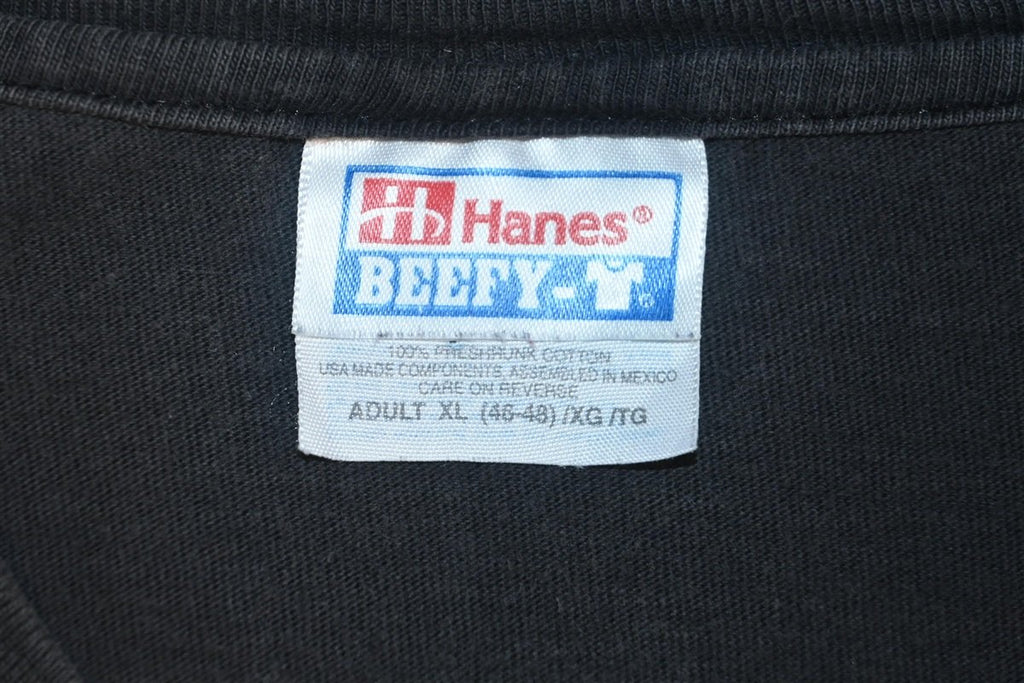 Hanes®
BEEFY-
100% PRESHRUNK COTTON
USA MADE COMPONENTS, ASSEMBLED IN MEXICO
CARE ON REVERSE
ADULT XL (46-48) /XG /TG